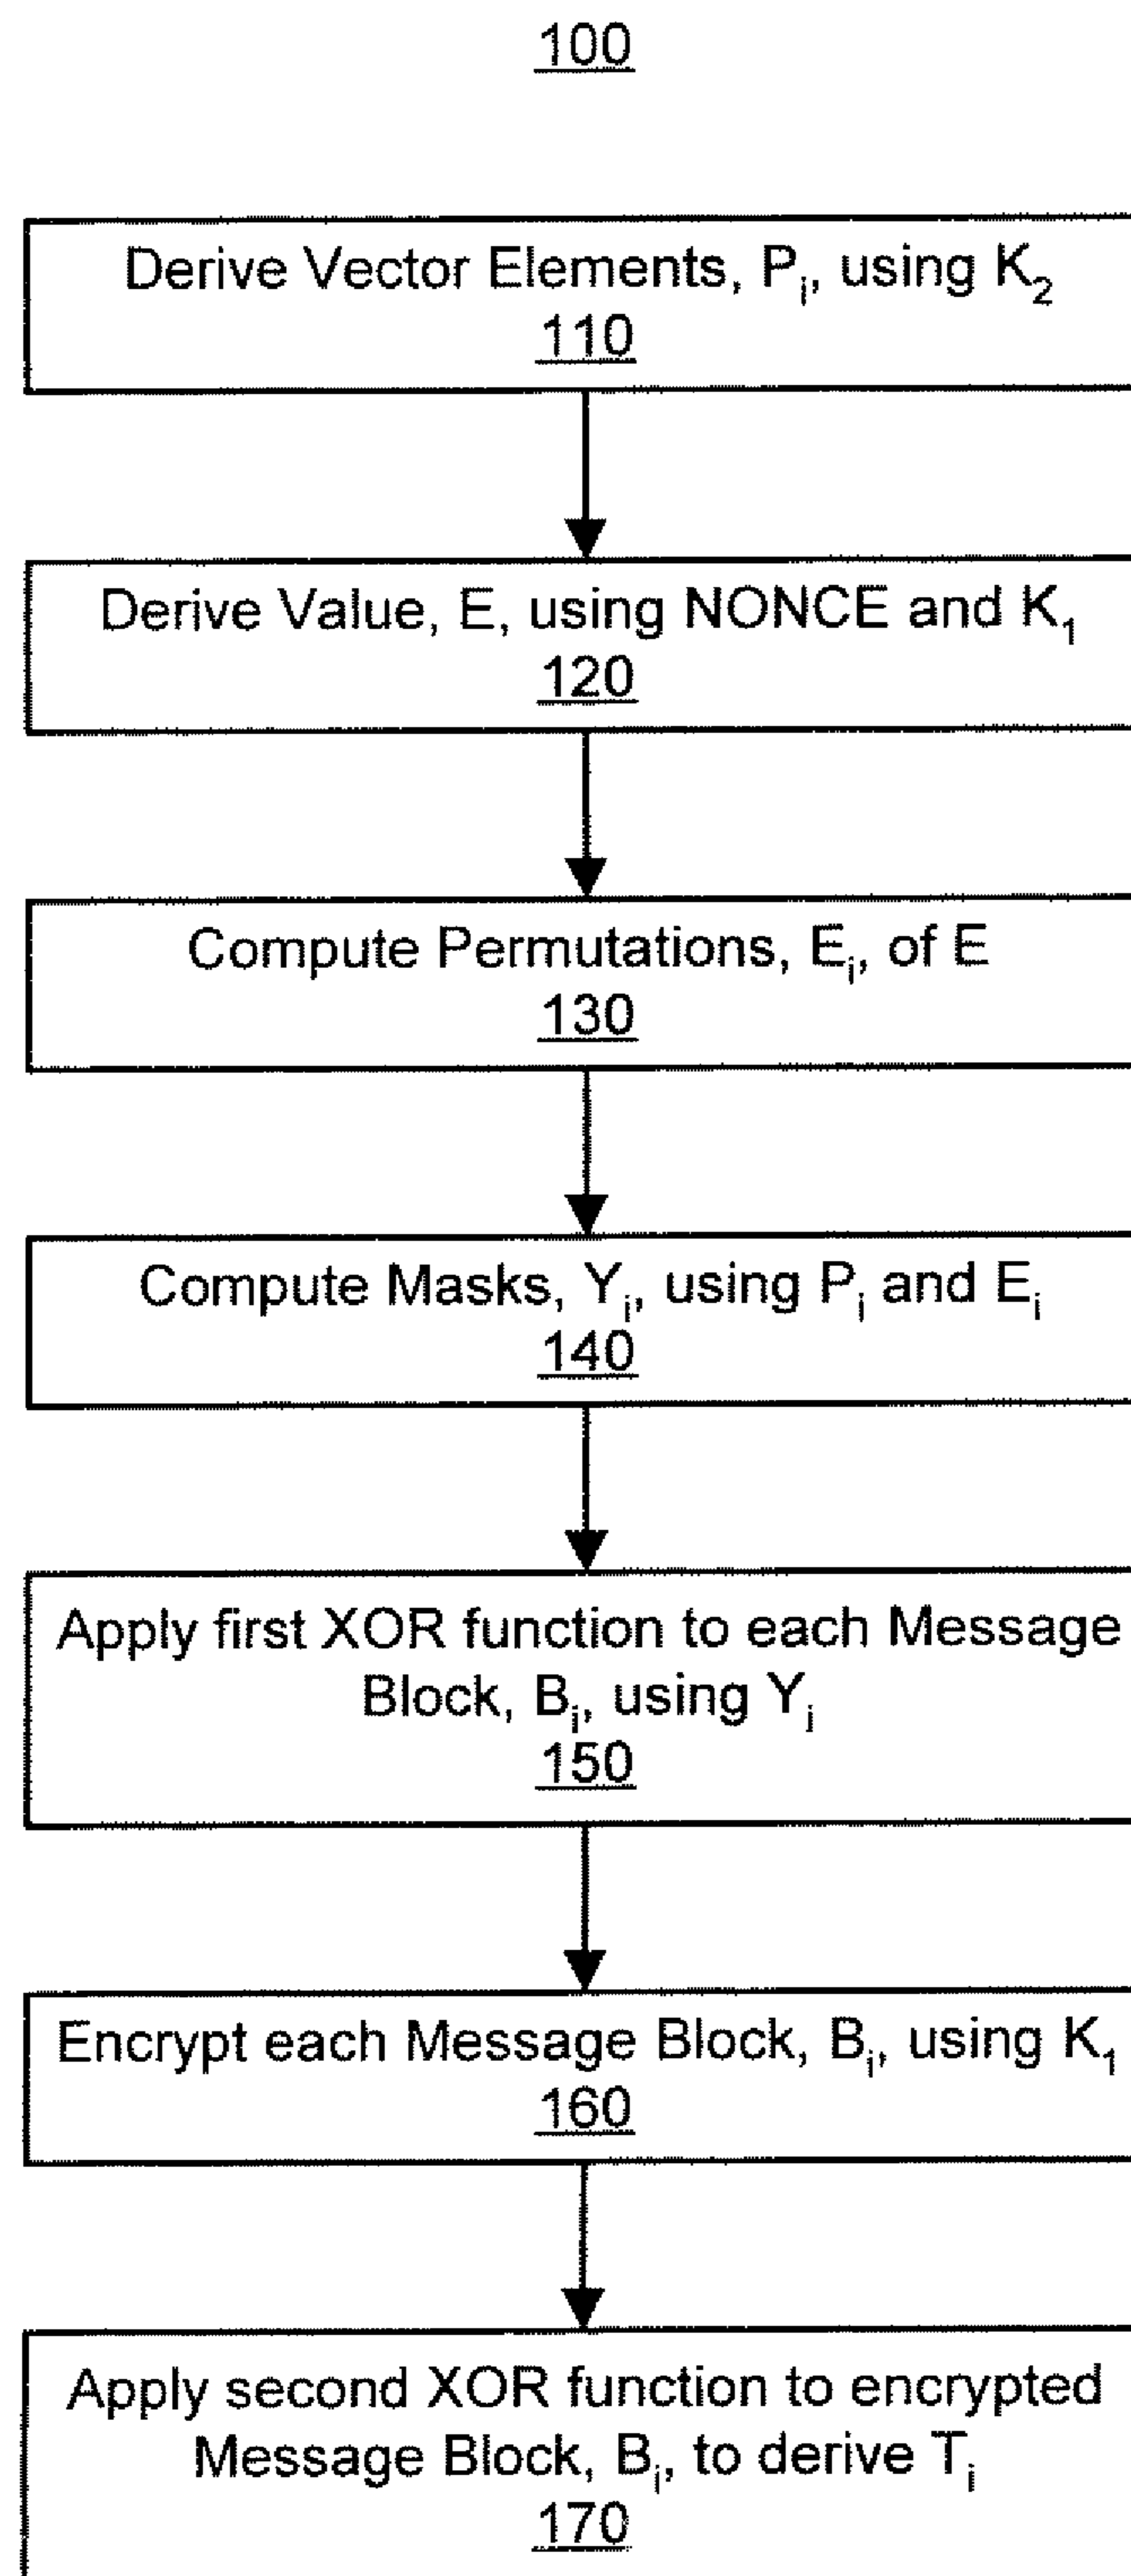 100
Derive Vector Elements, Pᵢ, using K₂
110
Derive Value, E, using NONCE and K₁
120
Compute Permutations, Eᵢ, of E
130
Compute Masks, Yᵢ, using Pᵢ and Eᵢ
140
Apply first XOR function to each Message
Block, Bᵢ, using Yᵢ
150
Encrypt each Message Block, Bᵢ, using K₁
160
Apply second XOR function to encrypted
Message Block, Bᵢ, to derive Tᵢ
170